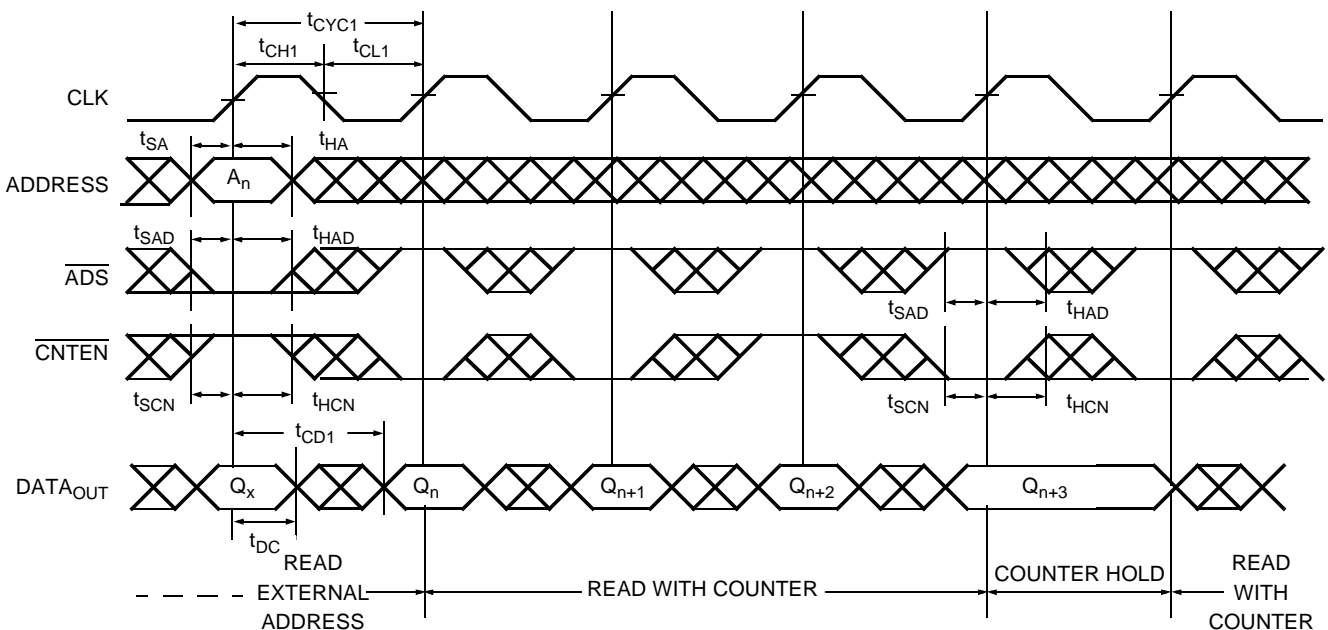 tCYC1
tCH1
tCL1
CLK
tSA
tHA
ADDRESS
An
tSAD
tHAD
ADS
tSAD
tHAD
CNTEN
tSCN
tHCN
tSCN
tHCN
tCD1
DATAOUT
Qx
Qn
Qn+1
Qn+2
Qn+3
tDC
READ
EXTERNAL
ADDRESS
READ WITH COUNTER
COUNTER HOLD
READ
WITH
COUNTER